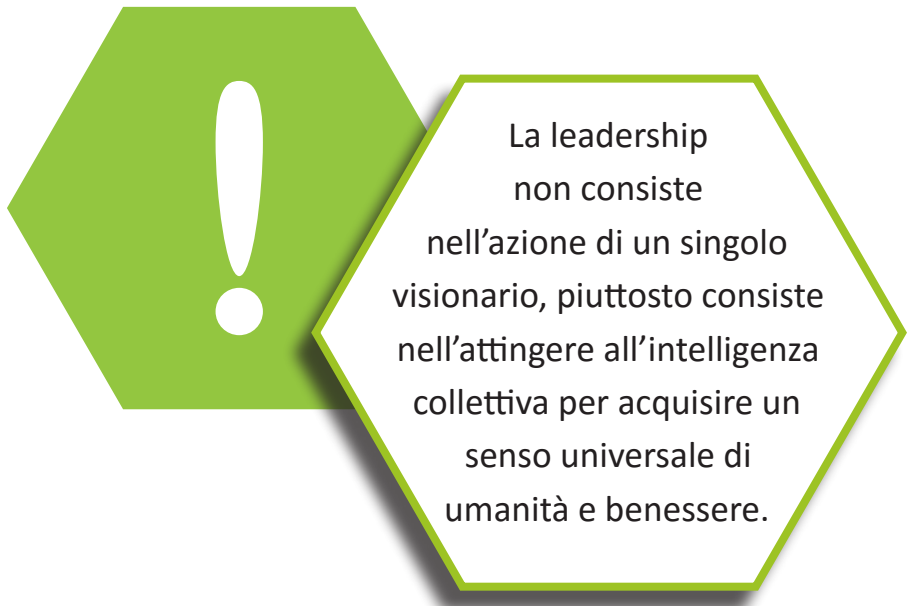 !
La leadership
non consiste
nell’azione di un singolo
visionario, piuttosto consiste
nell’attingere all’intelligenza
collettiva per acquisire un
senso universale di
umanità e benessere.